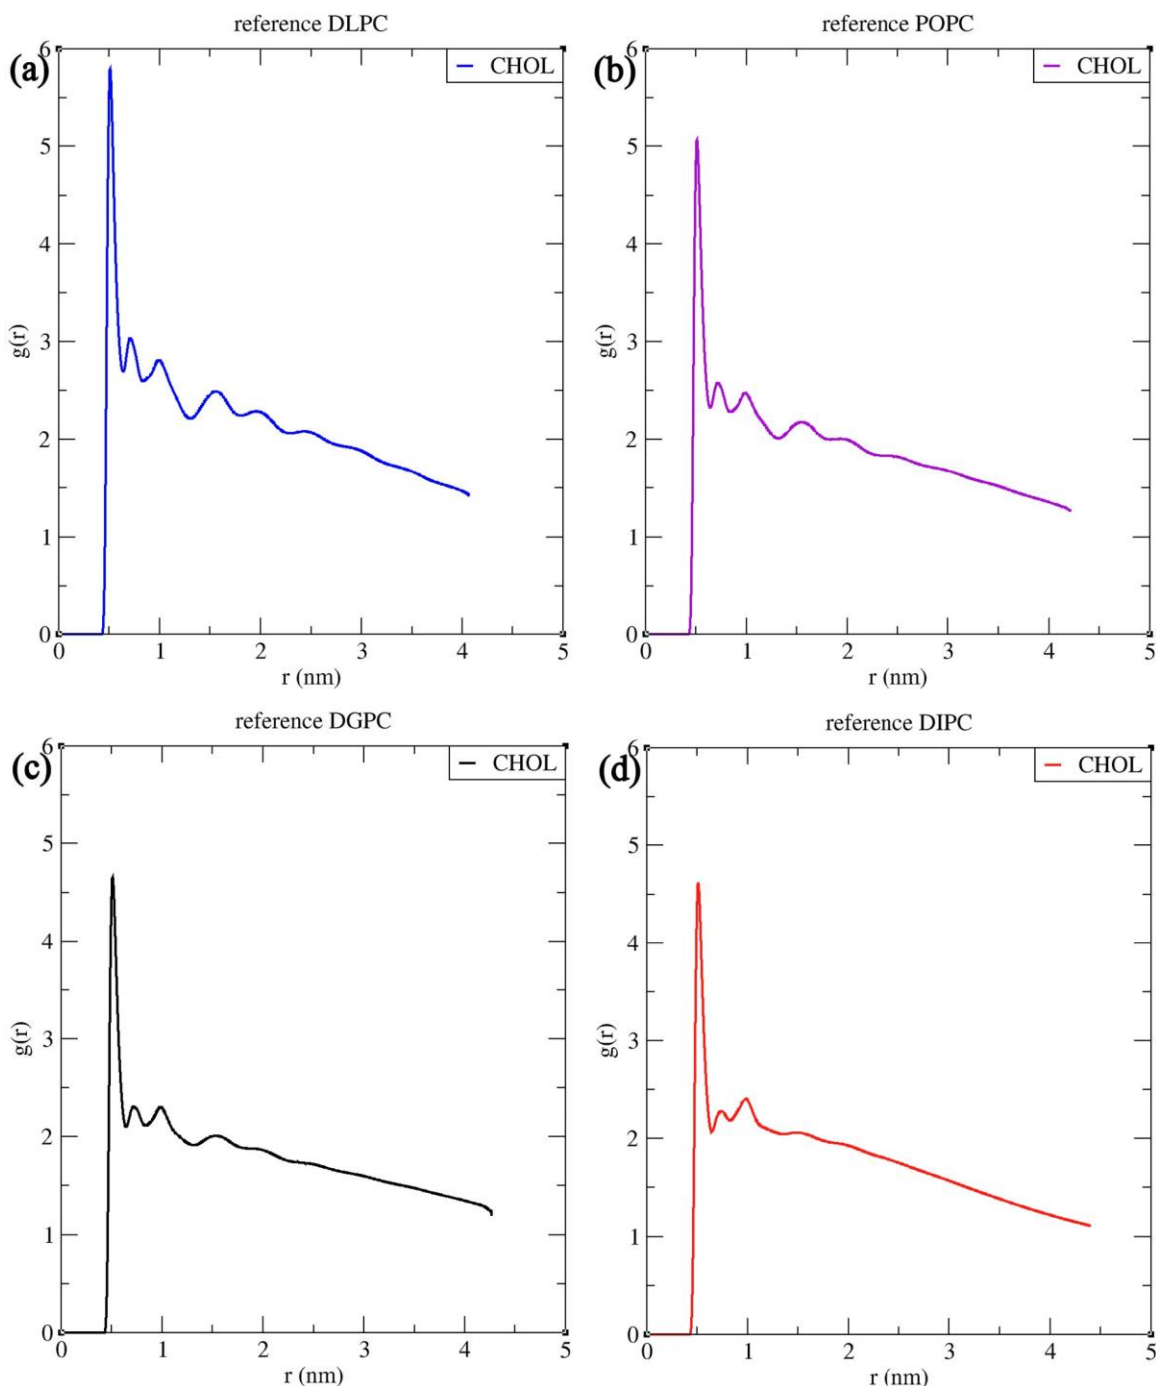 reference DLPC
(a)
CHOL
6
5
4
3
2
1
0
g(r)
0 1 2 3 4 5
r (nm)
reference POPC
(b)
CHOL
6
5
4
3
2
1
0
g(r)
0 1 2 3 4 5
r (nm)
reference DGPC
(c)
CHOL
6
5
4
3
2
1
0
g(r)
0 1 2 3 4 5
r (nm)
reference DIPC
(d)
CHOL
6
5
4
3
2
1
0
g(r)
0 1 2 3 4 5
r (nm)